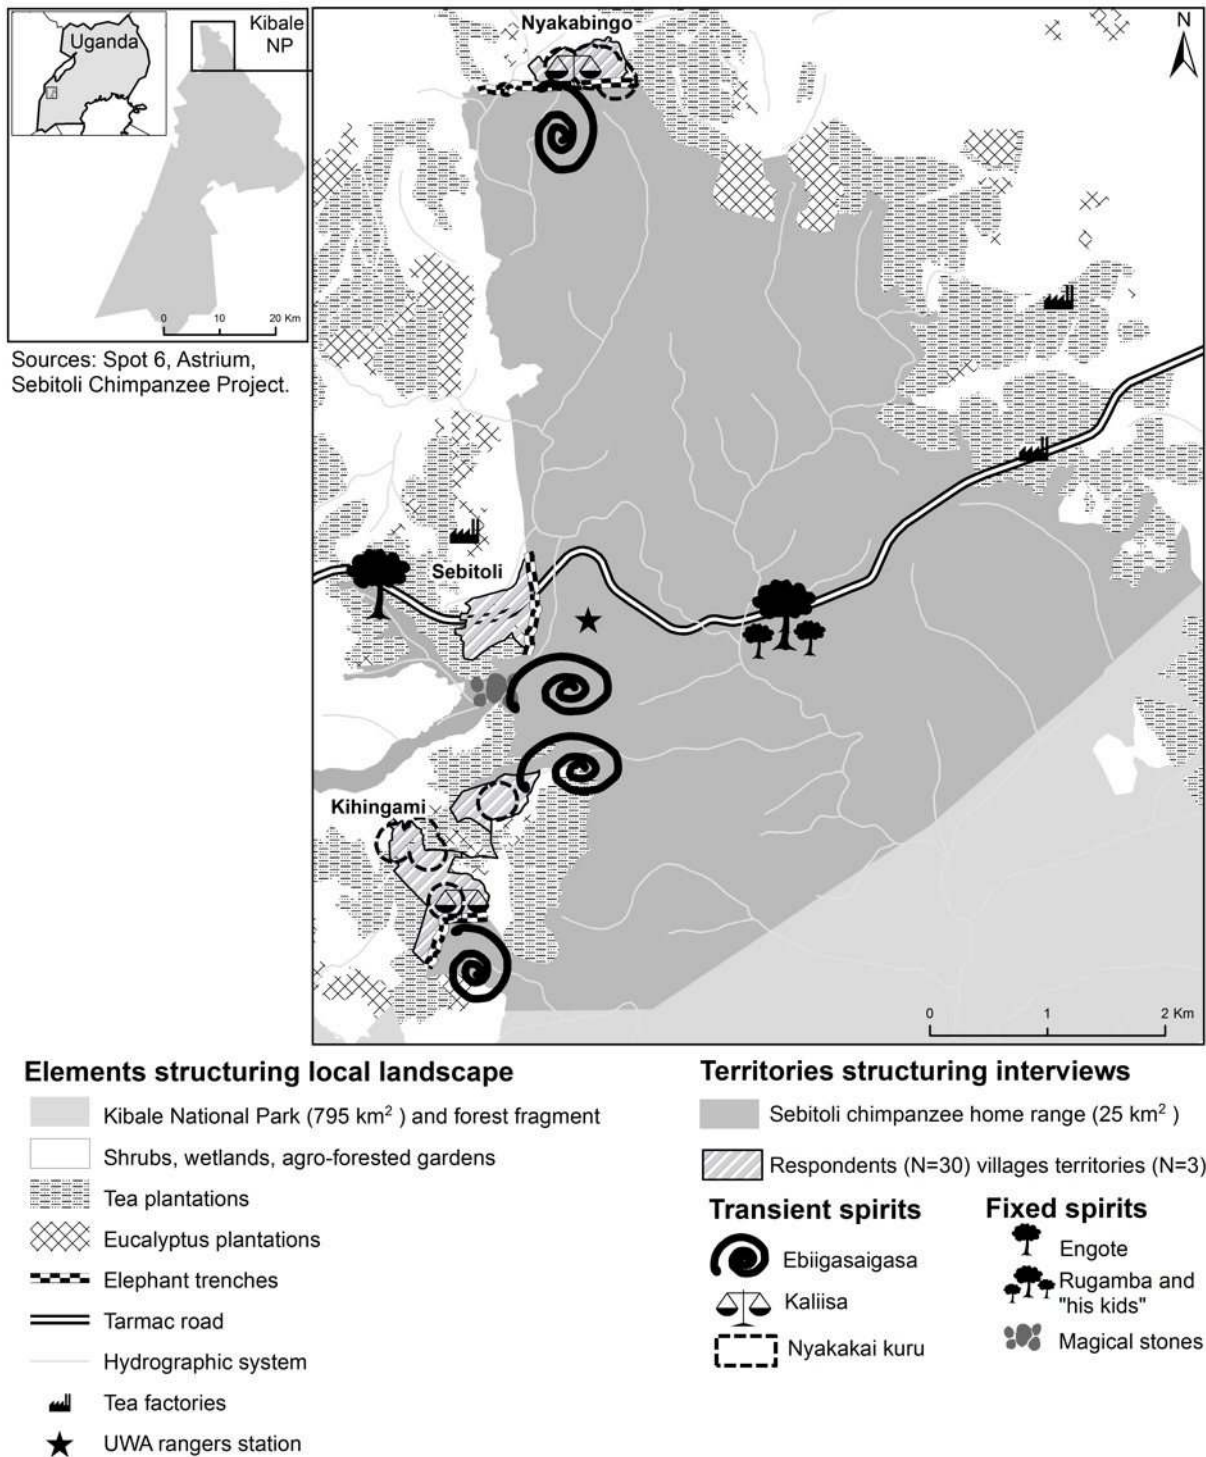 Uganda
Kibale
NP
0 10 20 Km
Sources: Spot 6, Astrium,
Sebitoli Chimpanzee Project.
Nyakabingo
N
Sebitoli
Kihingami
0 1 2 Km
Elements structuring local landscape
Kibale National Park (795 km²) and forest fragment
Shrubs, wetlands, agro-forested gardens
Tea plantations
Eucalyptus plantations
Elephant trenches
Tarmac road
Hydrographic system
Tea factories
UWA rangers station
Territories structuring interviews
Sebitoli chimpanzee home range (25 km²)
Respondents (N=30) villages territories (N=3)
Transient spirits
Ebiigasaigasa
Kaliisa
Nyakakai kuru
Fixed spirits
Engote
Rugamba and
"his kids"
Magical stones